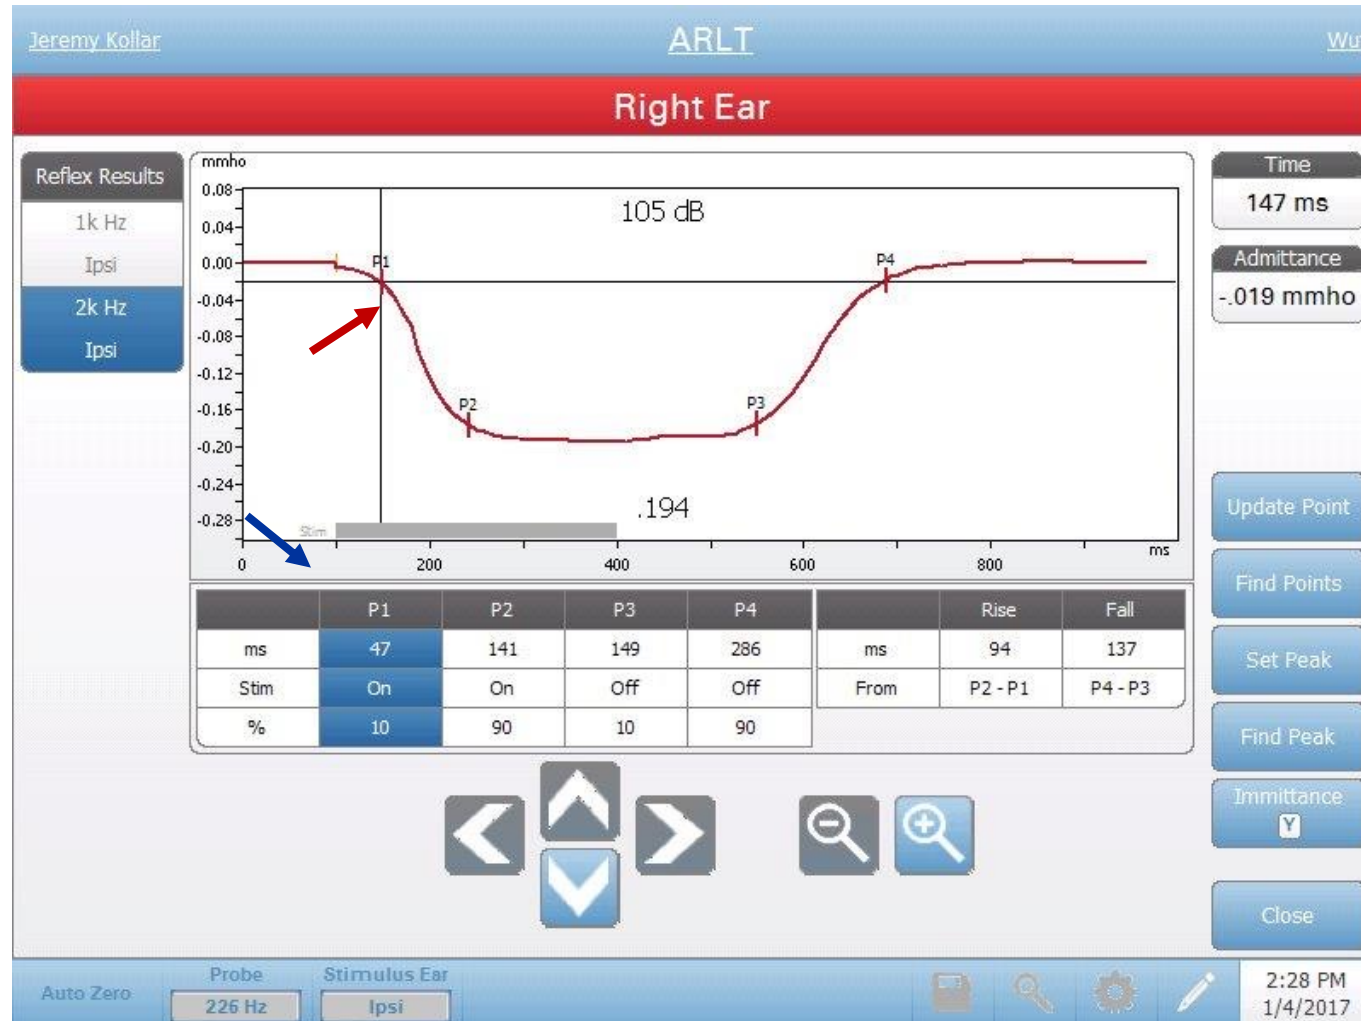 Jeremy Kollar ARLT
Right Ear
Reflex Results
1k Hz
Ipsi
2k Hz
Ipsi
mmho
0.08
0.04
0.00
-0.04
-0.08
-0.12
-0.16
-0.20
-0.24
-0.28
105 dB
P1
P2
P3
P4
.194
Stim
0 200 400 600 800 ms
Time
147 ms
Admittance
-.019 mmho
P1 P2 P3 P4 Rise Fall
ms 47 141 149 286 ms 94 137
Stim On On Off Off From P2 - P1 P4 - P3
% 10 90 10 90
Update Point
Find Points
Set Peak
Find Peak
Immittance
Y
Close
Auto Zero
Probe
226 Hz
Stimulus Ear
Ipsi
2:28 PM
1/4/2017